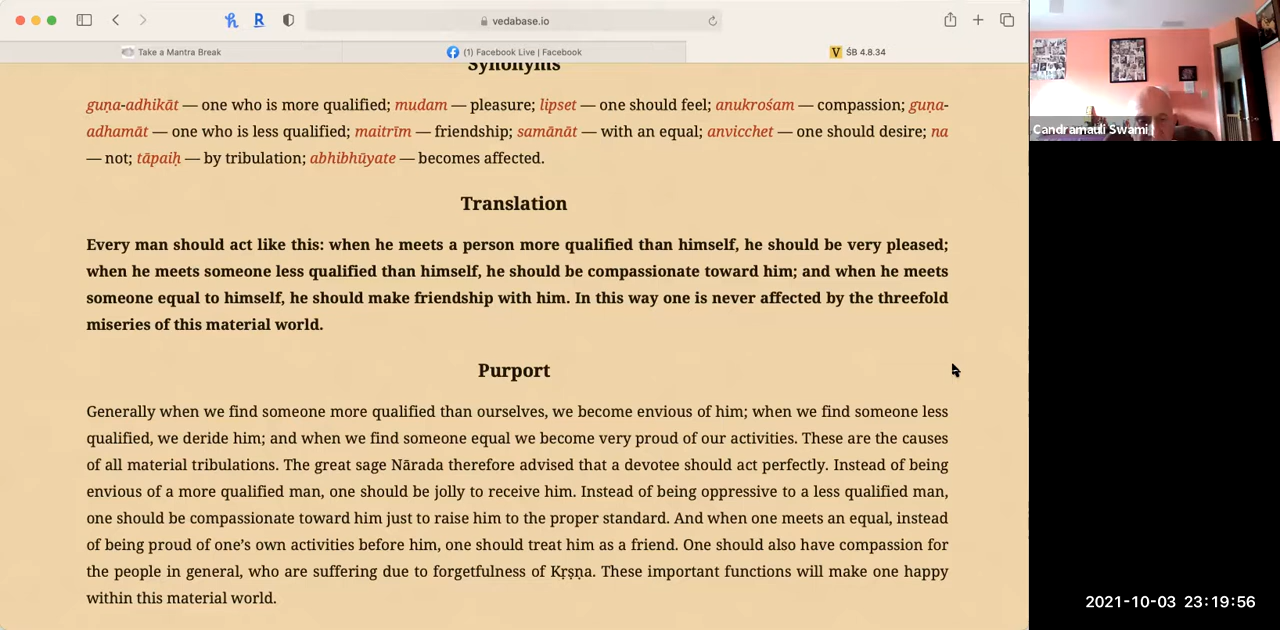 vedabase.io
Take a Mantra Break
(1) Facebook Live | Facebook
V ŚB 4.8.34
Synonyms
guṇa-adhikāt — one who is more qualified; mudam — pleasure; lipset — one should feel; anukrośam — compassion; guṇa-
adhamāt — one who is less qualified; maitrīm — friendship; samānāt — with an equal; anvicchet — one should desire; na
— not; tāpaiḥ — by tribulation; abhibhūyate — becomes affected.
Translation
Every man should act like this: when he meets a person more qualified than himself, he should be very pleased;
when he meets someone less qualified than himself, he should be compassionate toward him; and when he meets
someone equal to himself, he should make friendship with him. In this way one is never affected by the threefold
miseries of this material world.
Purport
Generally when we find someone more qualified than ourselves, we become envious of him; when we find someone less
qualified, we deride him; and when we find someone equal we become very proud of our activities. These are the causes
of all material tribulations. The great sage Nārada therefore advised that a devotee should act perfectly. Instead of being
envious of a more qualified man, one should be jolly to receive him. Instead of being oppressive to a less qualified man,
one should be compassionate toward him just to raise him to the proper standard. And when one meets an equal, instead
of being proud of one's own activities before him, one should treat him as a friend. One should also have compassion for
the people in general, who are suffering due to forgetfulness of Kṛṣṇa. These important functions will make one happy
within this material world.
Candramauli Swami
2021-10-03 23:19:56